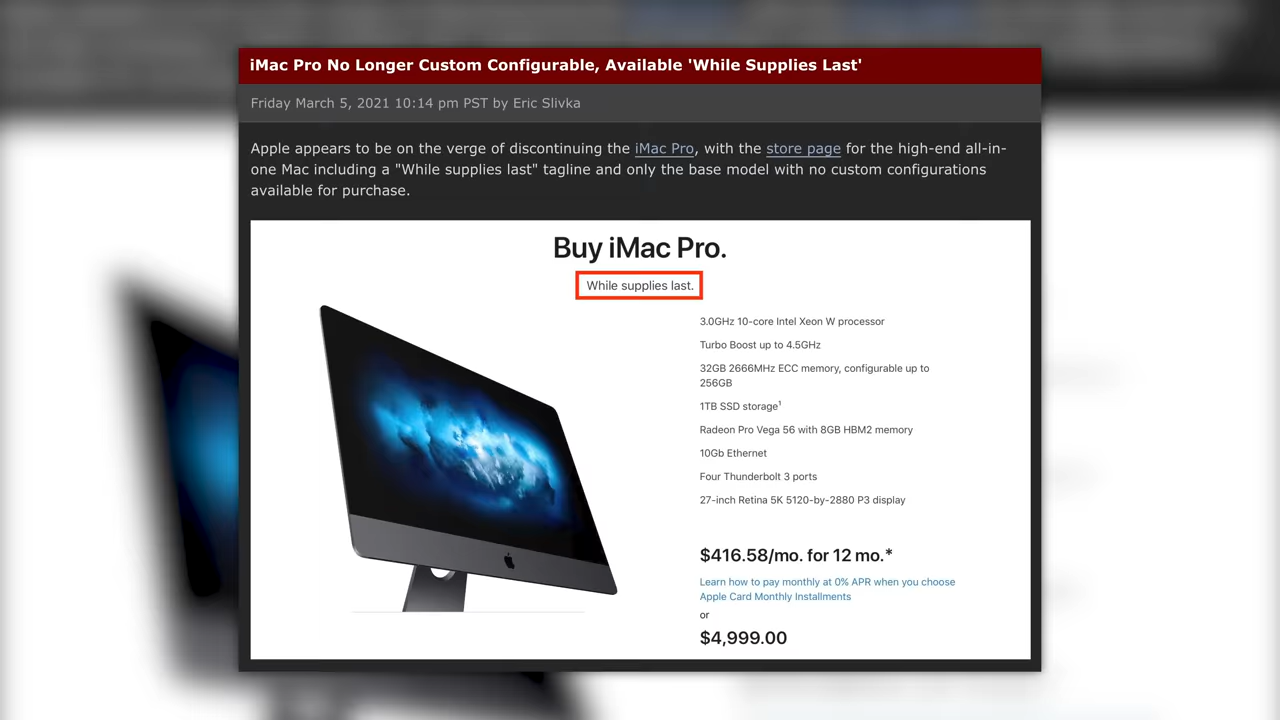 iMac Pro No Longer Custom Configurable, Available 'While Supplies Last'
Friday March 5, 2021 10:14 pm PST by Eric Slivka
Apple appears to be on the verge of discontinuing the iMac Pro, with the store page for the high-end all-in-
one Mac including a "While supplies last" tagline and only the base model with no custom configurations
available for purchase.
Buy iMac Pro.
While supplies last.
3.0GHz 10-core Intel Xeon W processor
Turbo Boost up to 4.5GHz
32GB 2666MHz ECC memory, configurable up to
256GB
1TB SSD storage¹
Radeon Pro Vega 56 with 8GB HBM2 memory
10Gb Ethernet
Four Thunderbolt 3 ports
27-inch Retina 5K 5120-by-2880 P3 display
$416.58/mo. for 12 mo.*
Learn how to pay monthly at 0% APR when you choose
Apple Card Monthly Installments
or
$4,999.00